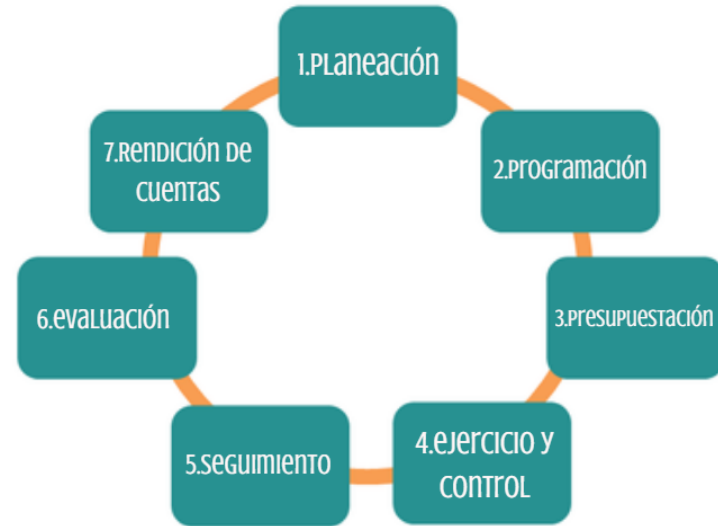 1.Planeación
2.Programación
3.Presupuestación
4.Ejercicio y
control
5.Seguimiento
6.Evaluación
7.Rendición de
cuentas